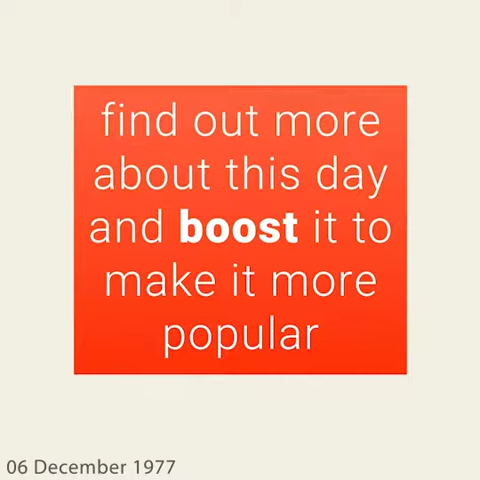 find out more
about this day
and boost it to
make it more
popular
06 December 1977